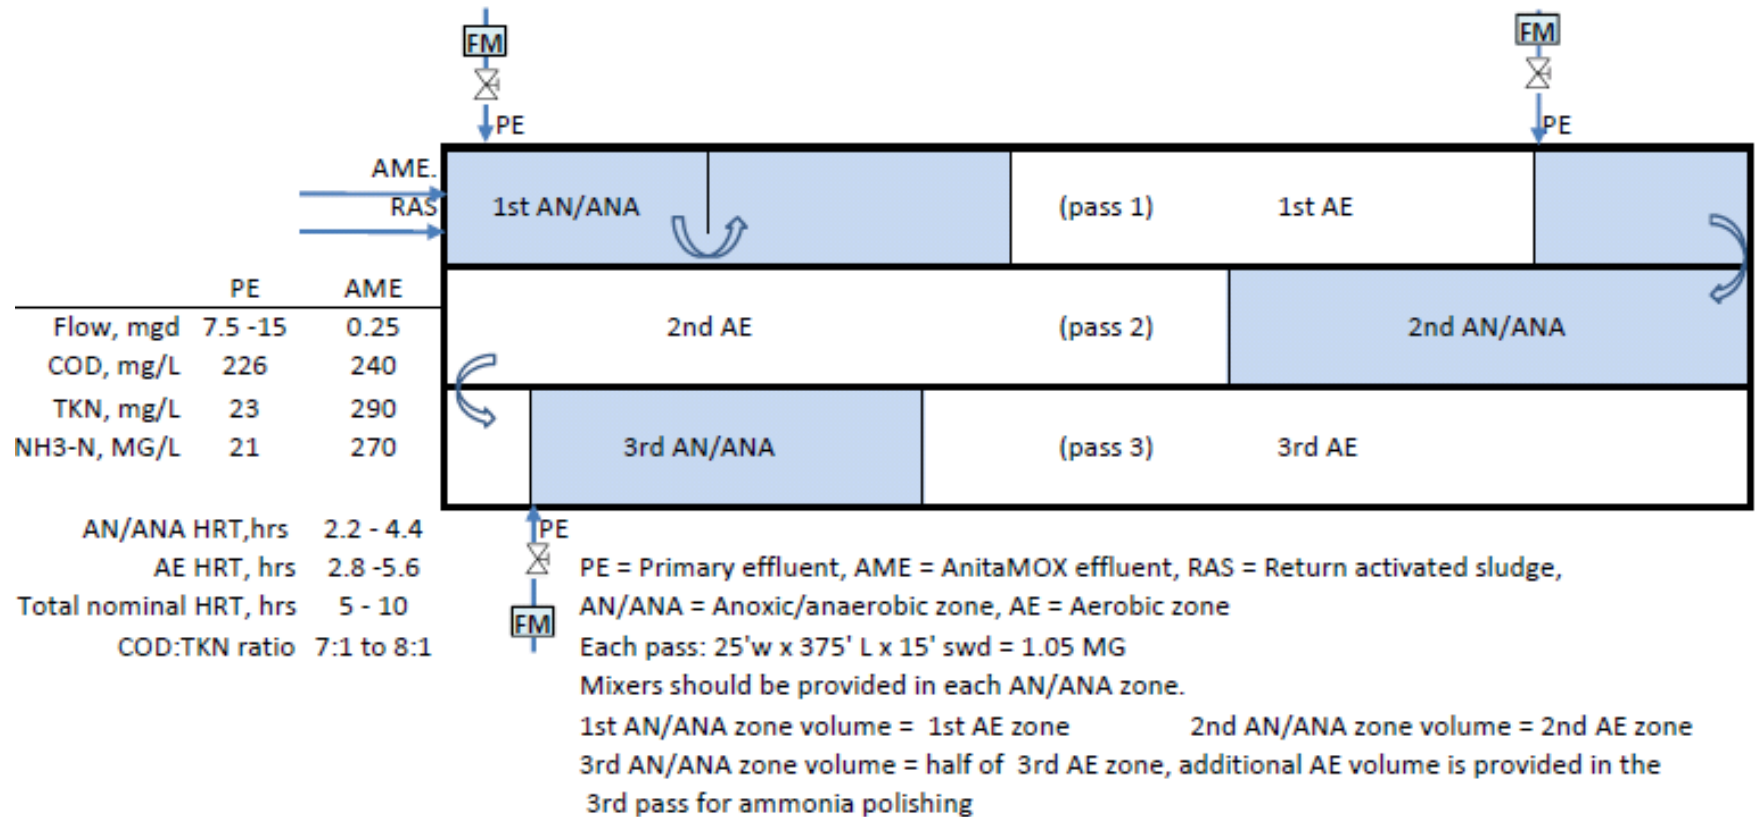 FM
FM
PE
PE
AME.
RAS
1st AN/ANA
(pass 1)
1st AE
PE AME
Flow, mgd 7.5 -15 0.25
COD, mg/L 226 240
TKN, mg/L 23 290
NH3-N, MG/L 21 270
2nd AE
(pass 2)
2nd AN/ANA
3rd AN/ANA
(pass 3)
3rd AE
AN/ANA HRT,hrs 2.2 - 4.4
AE HRT, hrs 2.8 -5.6
Total nominal HRT, hrs 5 - 10
COD:TKN ratio 7:1 to 8:1
PE
FM
PE = Primary effluent, AME = AnitaMOX effluent, RAS = Return activated sludge,
AN/ANA = Anoxic/anaerobic zone, AE = Aerobic zone
Each pass: 25'w x 375' L x 15' swd = 1.05 MG
Mixers should be provided in each AN/ANA zone.
1st AN/ANA zone volume = 1st AE zone 2nd AN/ANA zone volume = 2nd AE zone
3rd AN/ANA zone volume = half of 3rd AE zone, additional AE volume is provided in the
3rd pass for ammonia polishing